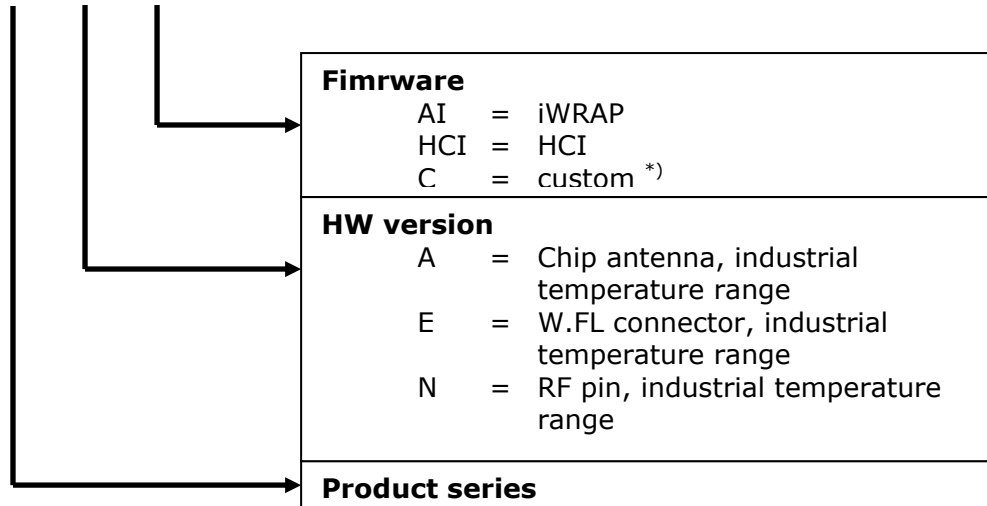 Fimrware
AI = iWRAP
HCI = HCI
C = custom *)
HW version
A = Chip antenna, industrial
temperature range
E = W.FL connector, industrial
temperature range
N = RF pin, industrial temperature
range
Product series